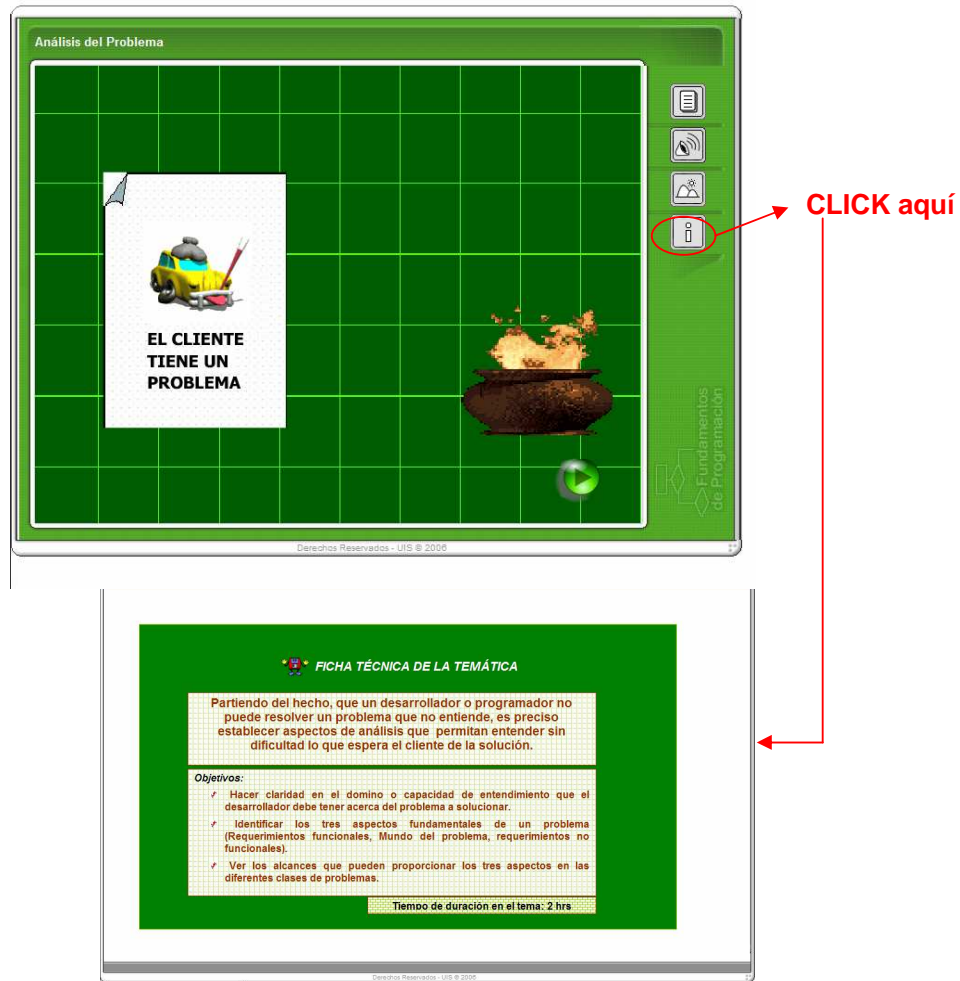 Análisis del Problema
CLICK aquí
EL CLIENTE
TIENE UN
PROBLEMA
Fundamentos
de Programación
Derechos Reservados - UIS © 2006
FICHA TÉCNICA DE LA TEMÁTICA
Partiendo del hecho, que un desarrollador o programador no
puede resolver un problema que no entiende, es preciso
establecer aspectos de análisis que permitan entender sin
dificultad lo que espera el cliente de la solución.
Objetivos:
Hacer claridad en el domino o capacidad de entendimiento que el
desarrollador debe tener acerca del problema a solucionar.
Identificar los tres aspectos fundamentales de un problema
(Requerimientos funcionales, Mundo del problema, requerimientos no
funcionales).
Ver los alcances que pueden proporcionar los tres aspectos en las
diferentes clases de problemas.
Tiempo de duración en el tema: 2 hrs
Derechos Reservados - UIS © 2006